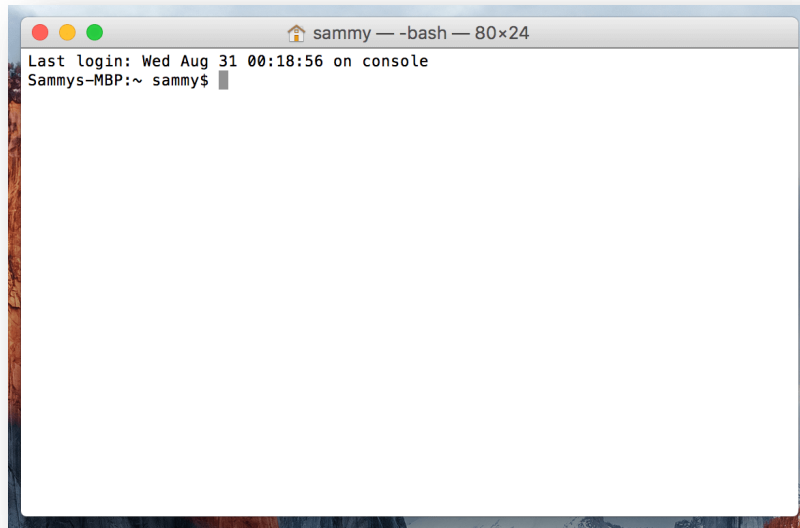 sammy — -bash — 80×24
Last login: Wed Aug 31 00:18:56 on console
Sammys-MBP:~ sammy$